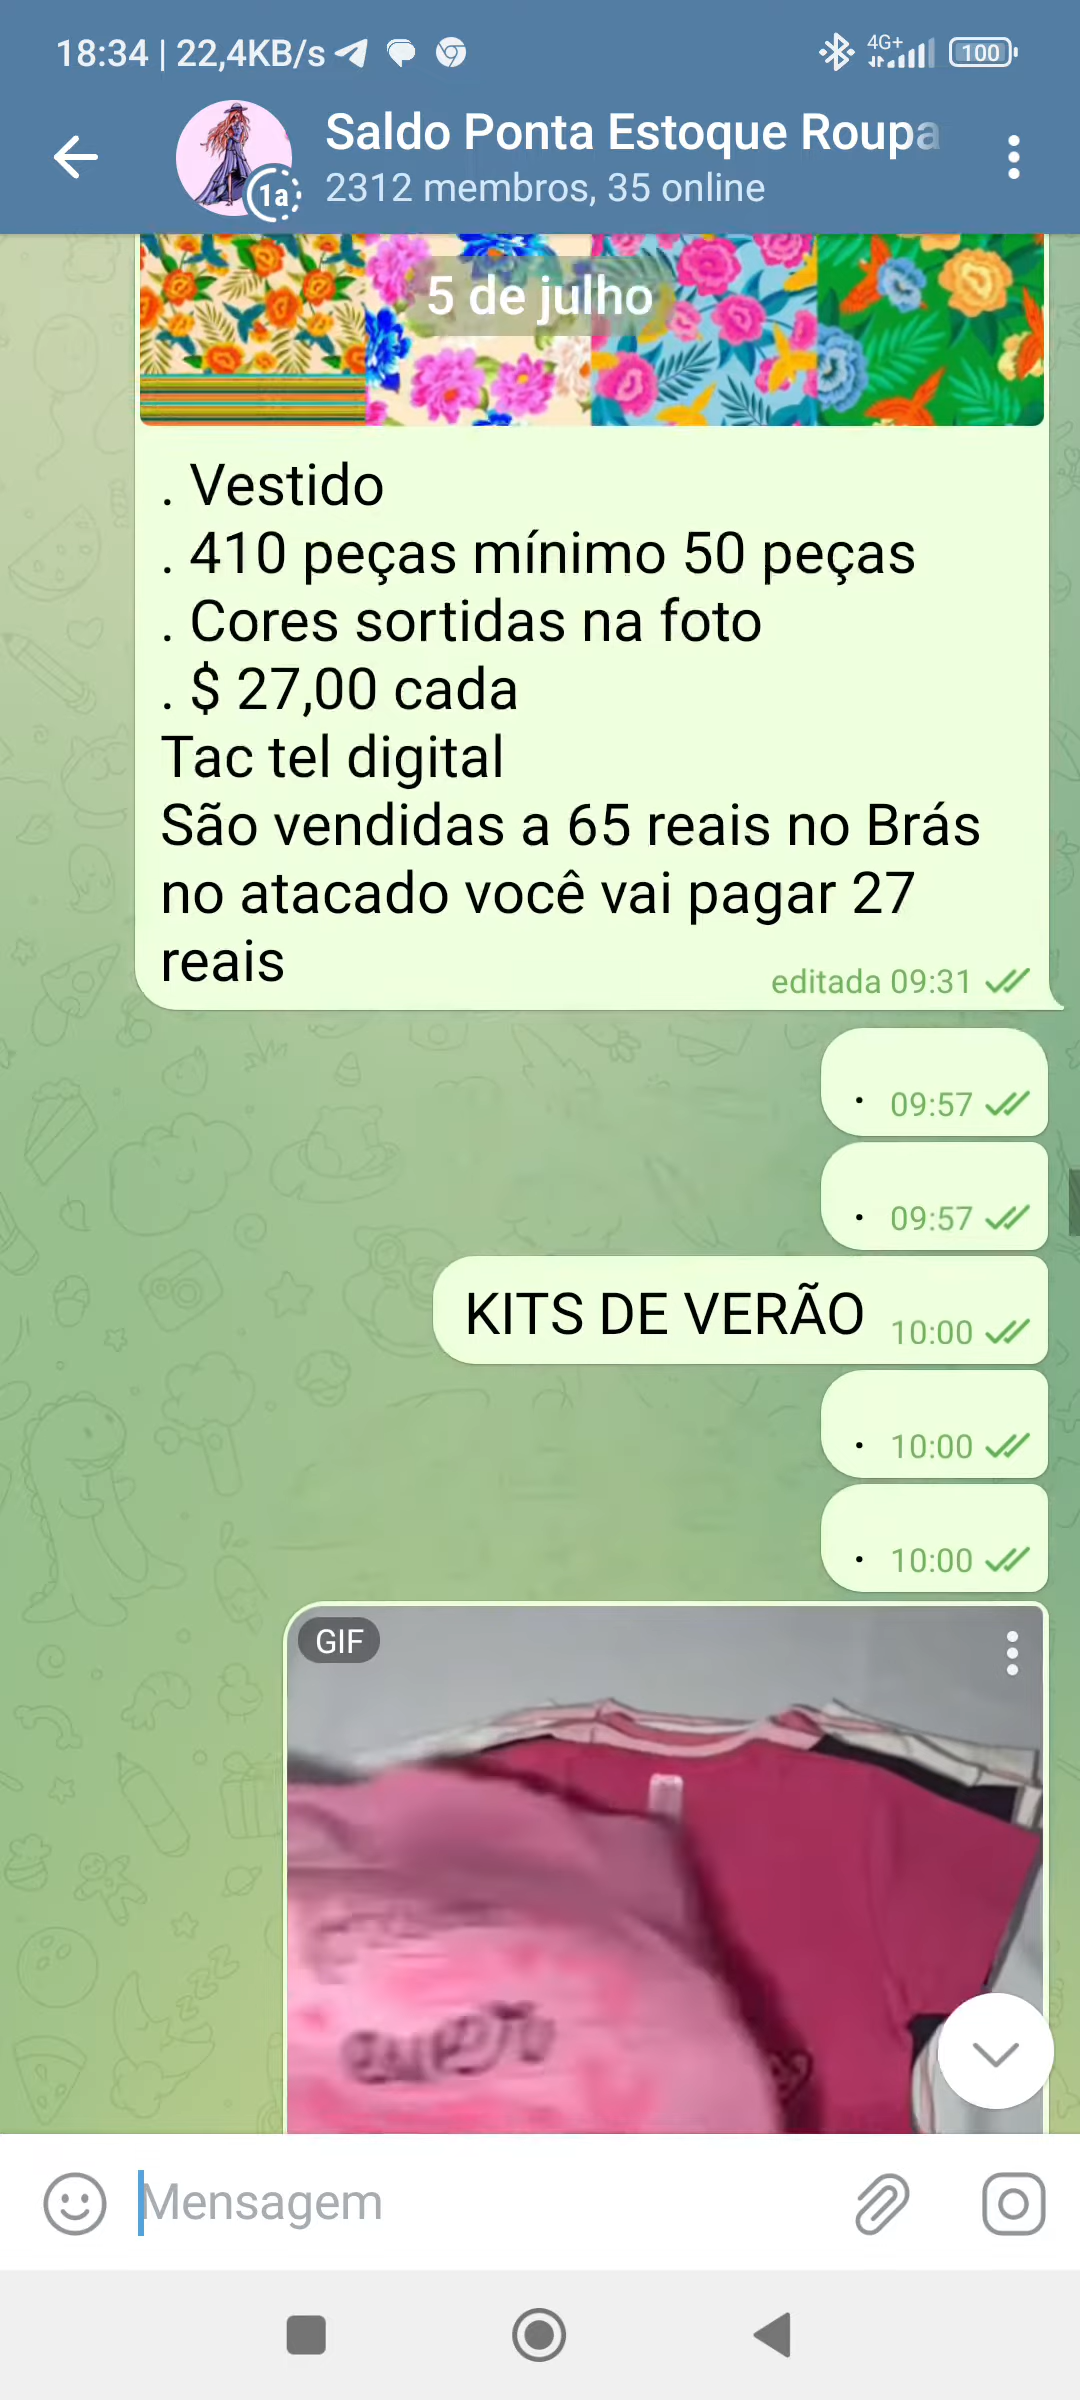 18:34 | 22,4KB/s
4G+
100
Saldo Ponta Estoque Roupa
1a
2312 membros, 35 online
5 de julho
. Vestido
. 410 peças mínimo 50 peças
. Cores sortidas na foto
. $ 27,00 cada
Tac tel digital
São vendidas a 65 reais no Brás
no atacado você vai pagar 27
reais
editada 09:31
. 09:57
. 09:57
KITS DE VERÃO 10:00
. 10:00
. 10:00
GIF
Mensagem